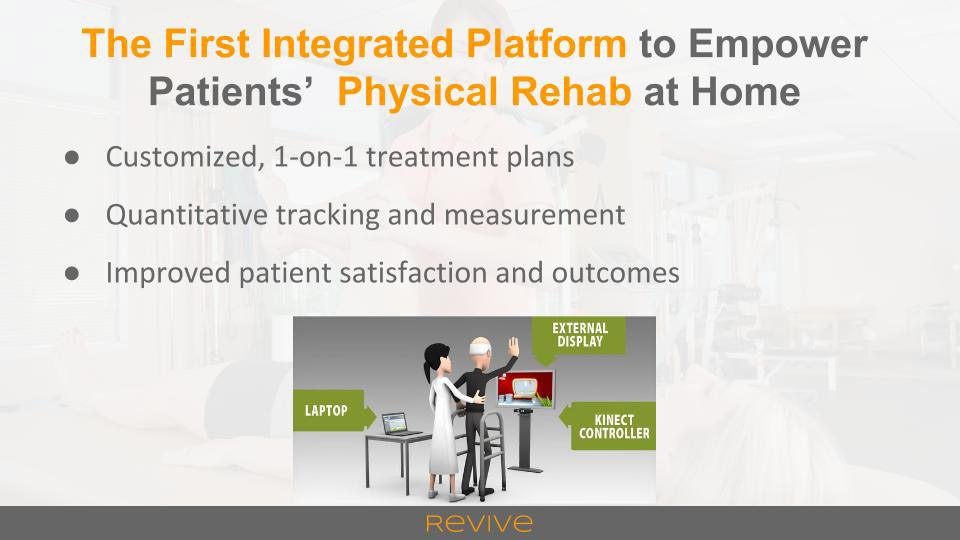 The First Integrated Platform to Empower
Patients’  Physical Rehab at Home
● Customized, 1-on-1 treatment plans
● Quantitative tracking and measurement
● Improved patient satisfaction and outcomes
EXTERNAL
DISPLAY
LAPTOP
KINECT
CONTROLLER
REVIVE